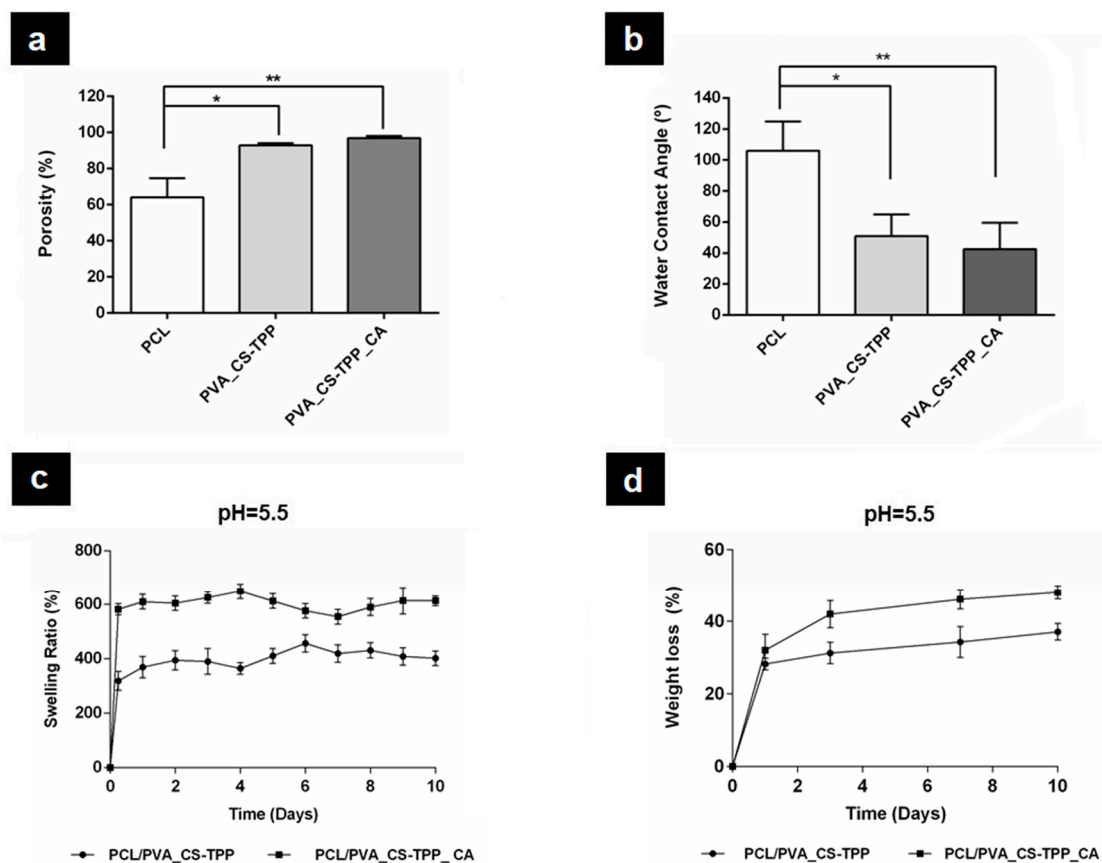 a
b
**
*
120
100
80
60
40
20
0
Porosity (%)
PCL
PVA_CS-TPP
PVA_CS-TPP_CA
**
*
140
120
100
80
60
40
20
0
Water Contact Angle (º)
PCL
PVA_CS-TPP
PVA_CS-TPP_CA
c
d
pH=5.5
800
600
400
200
0
Swelling Ratio (%)
0 2 4 6 8 10
Time (Days)
PCL/PVA_CS-TPP PCL/PVA_CS-TPP_CA
pH=5.5
60
40
20
0
Weight loss (%)
0 2 4 6 8 10
Time (Days)
PCL/PVA_CS-TPP PCL/PVA_CS-TPP_CA